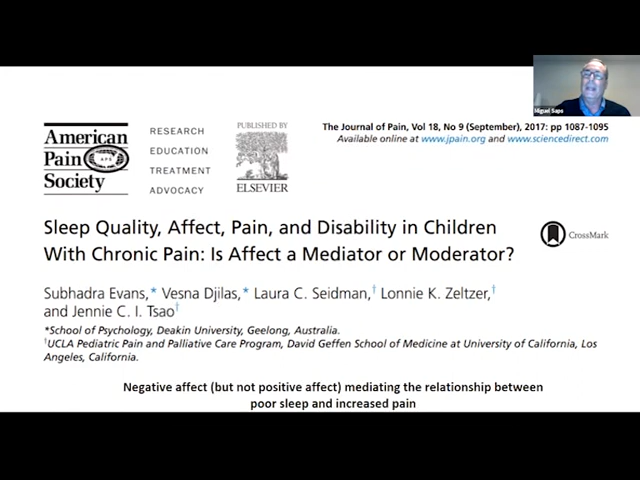 Miguel Saps
American
Pain
Society
APS
RESEARCH
EDUCATION
TREATMENT
ADVOCACY
PUBLISHED BY
ELSEVIER
The Journal of Pain, Vol 18, No 9 (September), 2017: pp 1087-1095
Available online at www.jpain.org and www.sciencedirect.com
Sleep Quality, Affect, Pain, and Disability in Children
With Chronic Pain: Is Affect a Mediator or Moderator?
CrossMark
Subhadra Evans,* Vesna Djilas,* Laura C. Seidman,† Lonnie K. Zeltzer,†
and Jennie C. I. Tsao†
*School of Psychology, Deakin University, Geelong, Australia.
†UCLA Pediatric Pain and Palliative Care Program, David Geffen School of Medicine at University of California, Los
Angeles, California.
Negative affect (but not positive affect) mediating the relationship between
poor sleep and increased pain